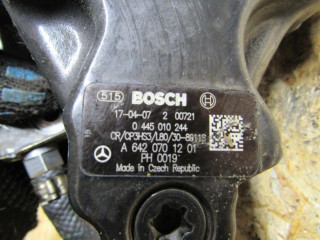 515 BOSCH
17-04-07 2 00721
0 445 010 244
CR/CP3HS3/L80/30-8911S
A 642 070 12 01
PH 0019
Made in Czech Republic